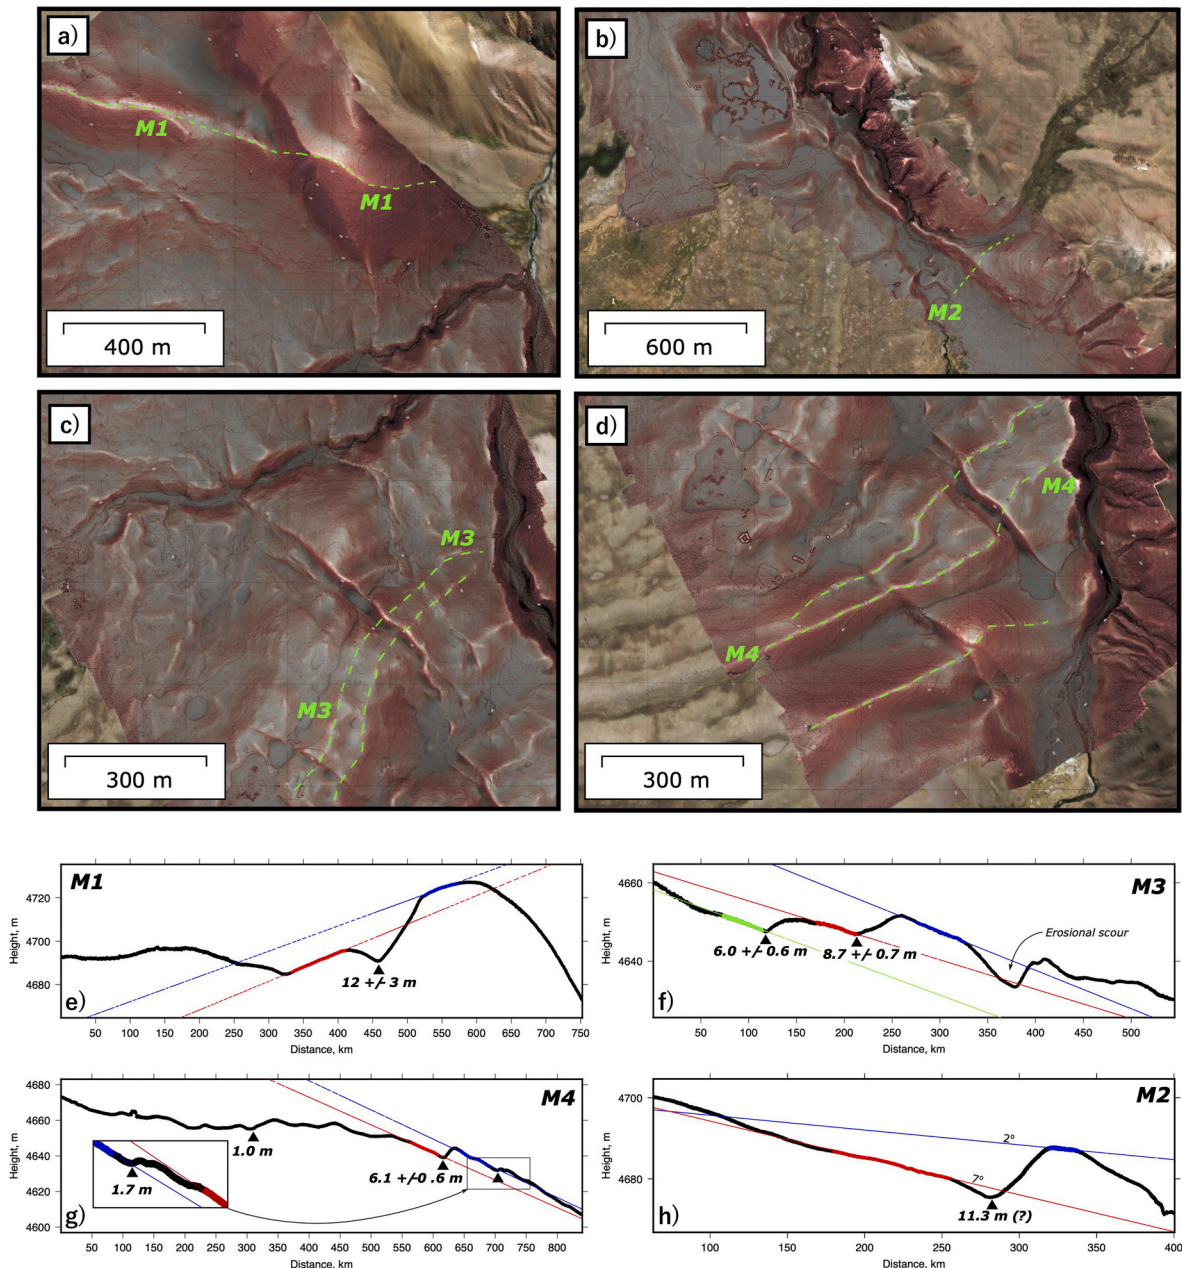 a)
M1
M1
400 m
b)
M2
600 m
c)
M3
M3
300 m
d)
M4
M4
300 m
M1
4720
4700
4680
Height, m
12 +/- 3 m
e)
50 100 150 200 250 300 350 400 450 500 550 600 650 700 750
Distance, km
M3
4660
4640
Height, m
6.0 +/- 0.6 m
8.7 +/- 0.7 m
Erosional scour
f)
50 100 150 200 250 300 350 400 450 500
Distance, km
M4
4680
4660
4640
4620
4600
Height, m
1.0 m
1.7 m
6.1 +/- 0.6 m
g)
50 100 150 200 250 300 350 400 450 500 550 600 650 700 750 800
Distance, km
M2
4700
4680
Height, m
2°
7°
11.3 m (?)
h)
100 150 200 250 300 350 400
Distance, km